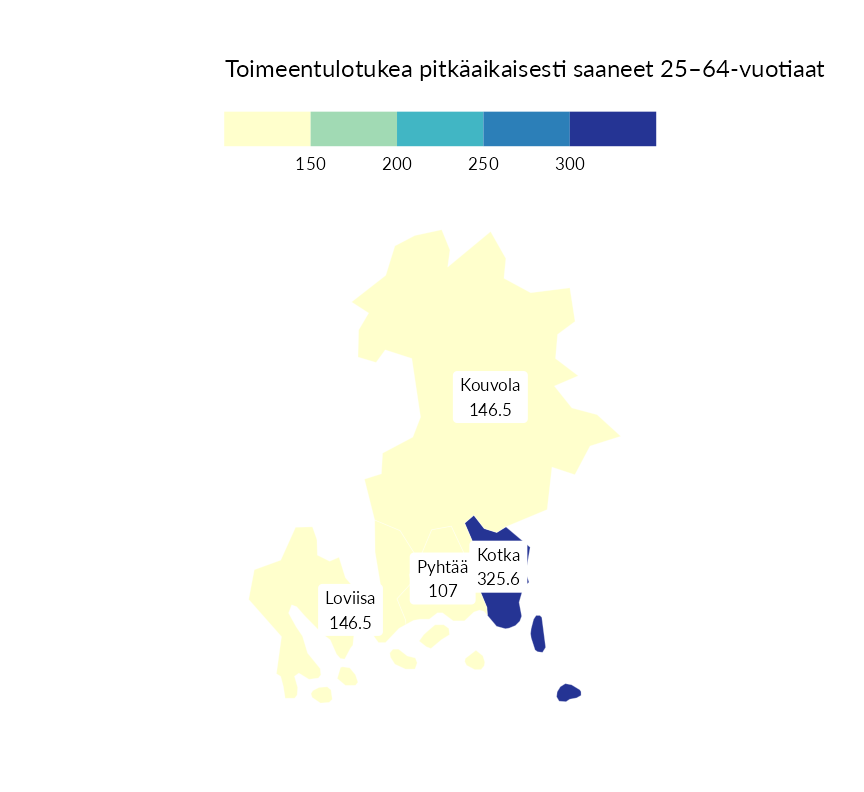 Toimeentulotukea pitkäaikaisesti saaneet 25–64-vuotiaat
150 200 250 300
Kouvola
146.5
Kotka
325.6
Pyhtää
107
Loviisa
146.5